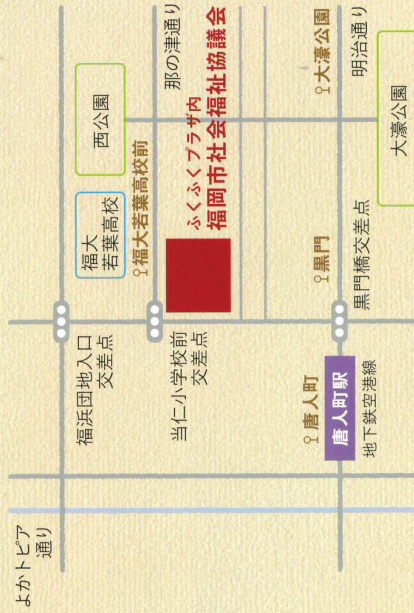 よかトピア
通り
福浜団地入口
交差点
福大
若葉高校
西公園
福大若葉高校前
那の津通り
当仁小学校前
交差点
ふくふくプラザ内
福岡市社会福祉協議会
唐人町
黒門
大濠公園
唐人町駅
地下鉄空港線
黒門橋交差点
明治通り
大濠公園